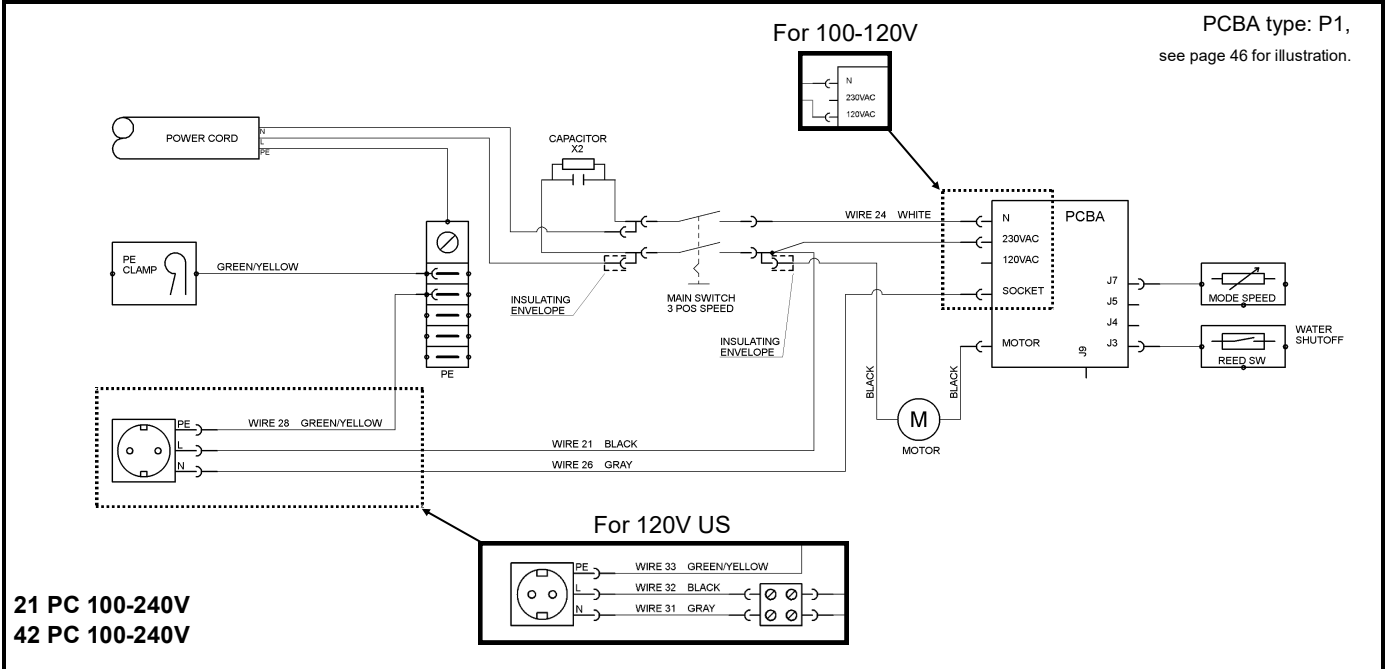 For 100-120V
PCBA type: P1,
see page 46 for illustration.
N
230VAC
120VAC
POWER CORD
N
L
PE
CAPACITOR
X2
WIRE 24 WHITE
N
PCBA
230VAC
120VAC
SOCKET
MOTOR
J7
J5
J4
J3
J9
MODE SPEED
WATER
SHUTOFF
REED SW
PE
CLAMP
GREEN/YELLOW
INSULATING
ENVELOPE
MAIN SWITCH
3 POS SPEED
INSULATING
ENVELOPE
PE
BLACK
BLACK
M
MOTOR
PE
WIRE 28 GREEN/YELLOW
L
WIRE 21 BLACK
N
WIRE 26 GRAY
For 120V US
PE
WIRE 33 GREEN/YELLOW
L
WIRE 32 BLACK
N
WIRE 31 GRAY
21 PC 100-240V
42 PC 100-240V